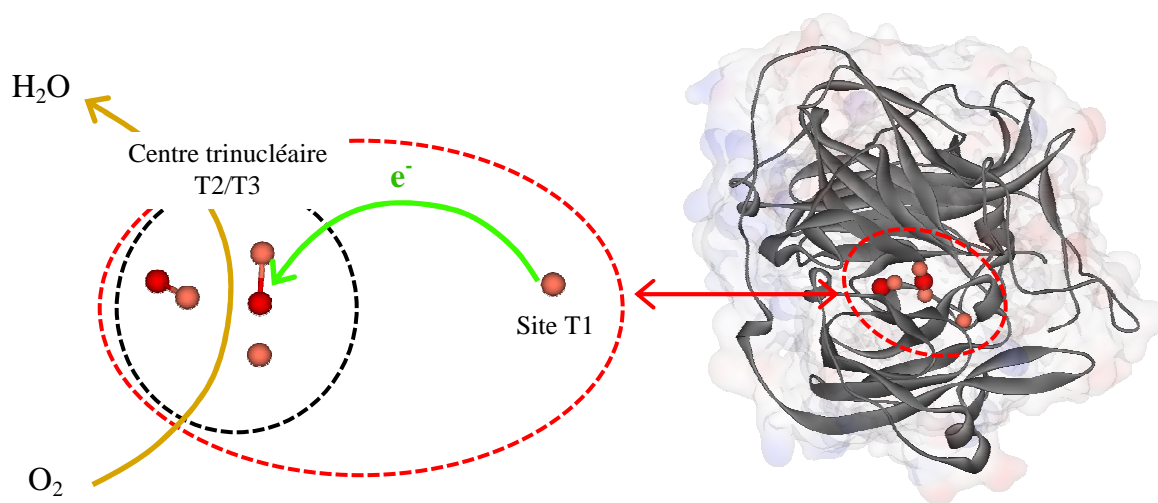 H₂O
Centre trinucléaire
T2/T3
e⁻
Site T1
O₂